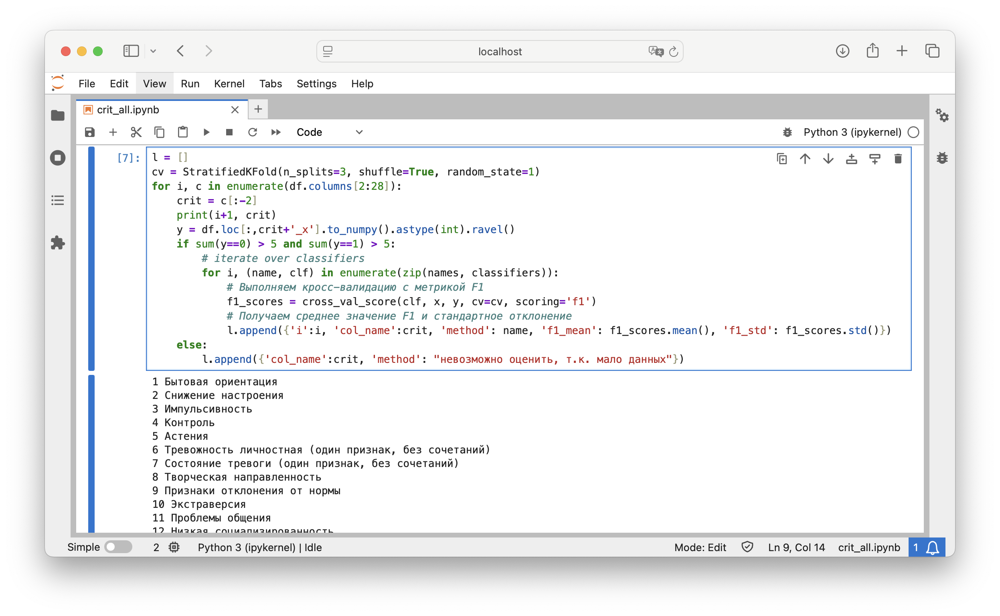 localhost
File Edit View Run Kernel Tabs Settings Help
crit_all.ipynb
Code
Python 3 (ipykernel)
[7]:
l = []
cv = StratifiedKFold(n_splits=3, shuffle=True, random_state=1)
for i, c in enumerate(df.columns[2:28]):
    crit = c[:-2]
    print(i+1, crit)
    y = df.loc[:,crit+'_x'].to_numpy().astype(int).ravel()
    if sum(y==0) > 5 and sum(y==1) > 5:
        # iterate over classifiers
        for i, (name, clf) in enumerate(zip(names, classifiers)):
            # Выполняем кросс-валидацию с метрикой F1
            f1_scores = cross_val_score(clf, x, y, cv=cv, scoring='f1')
            # Получаем среднее значение F1 и стандартное отклонение
            l.append({'i':i, 'col_name':crit, 'method': name, 'f1_mean': f1_scores.mean(), 'f1_std': f1_scores.std()})
    else:
        l.append({'col_name':crit, 'method': "невозможно оценить, т.к. мало данных"})
1 Бытовая ориентация
2 Снижение настроения
3 Импульсивность
4 Контроль
5 Астения
6 Тревожность личностная (один признак, без сочетаний)
7 Состояние тревоги (один признак, без сочетаний)
8 Творческая направленность
9 Признаки отклонения от нормы
10 Экстраверсия
11 Проблемы общения
12 Низкая социализированность
Simple 2 Python 3 (ipykernel) | Idle Mode: Edit Ln 9, Col 14 crit_all.ipynb 1